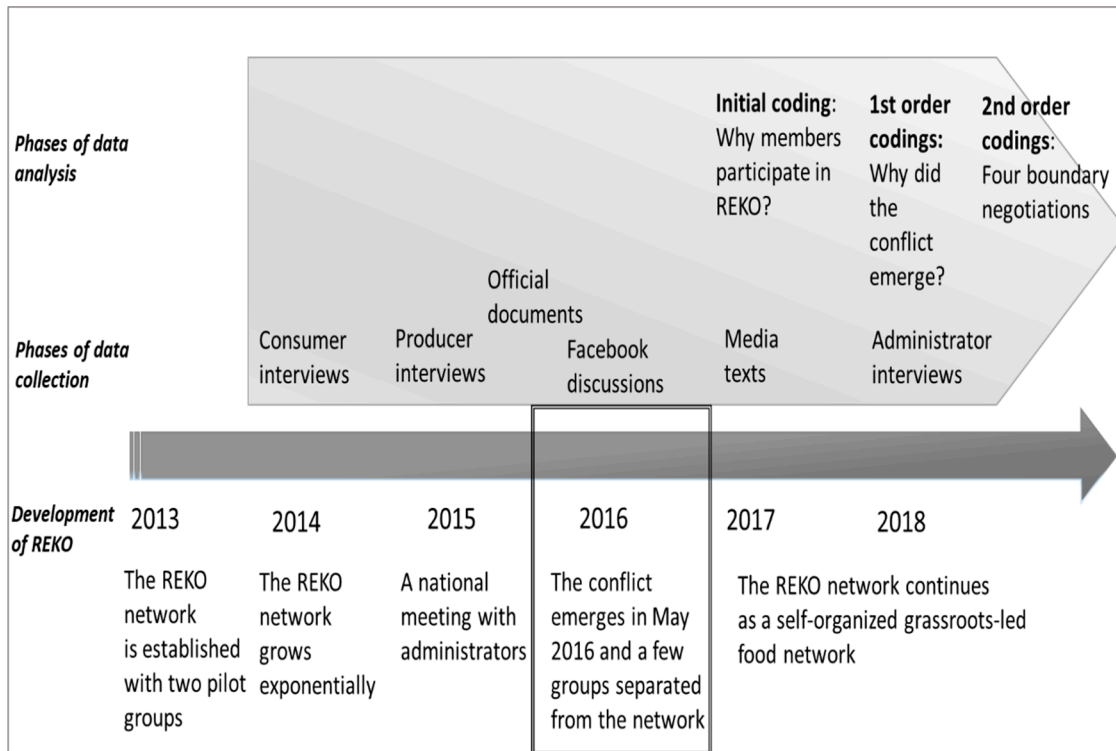 Phases of data
analysis
Initial coding:
Why members
participate in
REKO?
1st order
codings:
Why did
the
conflict
emerge?
2nd order
codings:
Four boundary
negotiations
Phases of data
collection
Consumer
interviews
Producer
interviews
Official
documents
Facebook
discussions
Media
texts
Administrator
interviews
Development
of REKO
2013
The REKO
network
is established
with two pilot
groups
2014
The REKO
network
grows
exponentially
2015
A national
meeting with
administrators
2016
The conflict
emerges in May
2016 and a few
groups separated
from the network
2017
2018
The REKO network continues
as a self-organized grassroots-led
food network